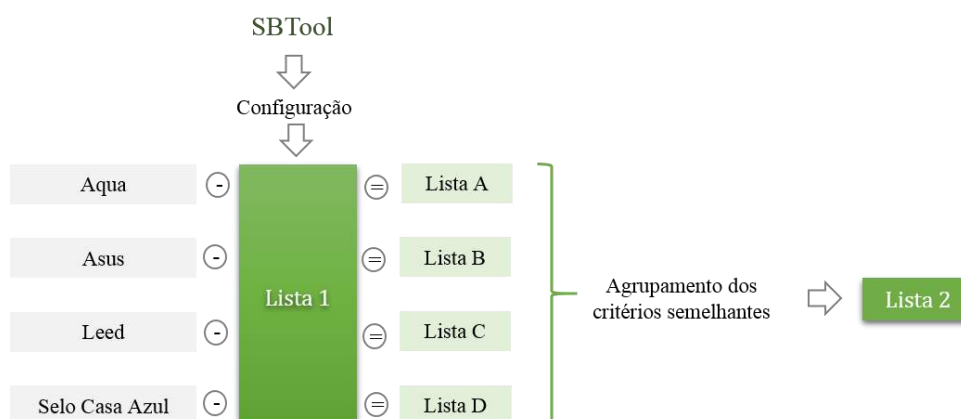 SBTool
Configuração
Aqua - = Lista A
Asus - = Lista B
Lista 1
Agrupamento dos
critérios semelhantes
Lista 2
Leed - = Lista C
Selo Casa Azul - = Lista D